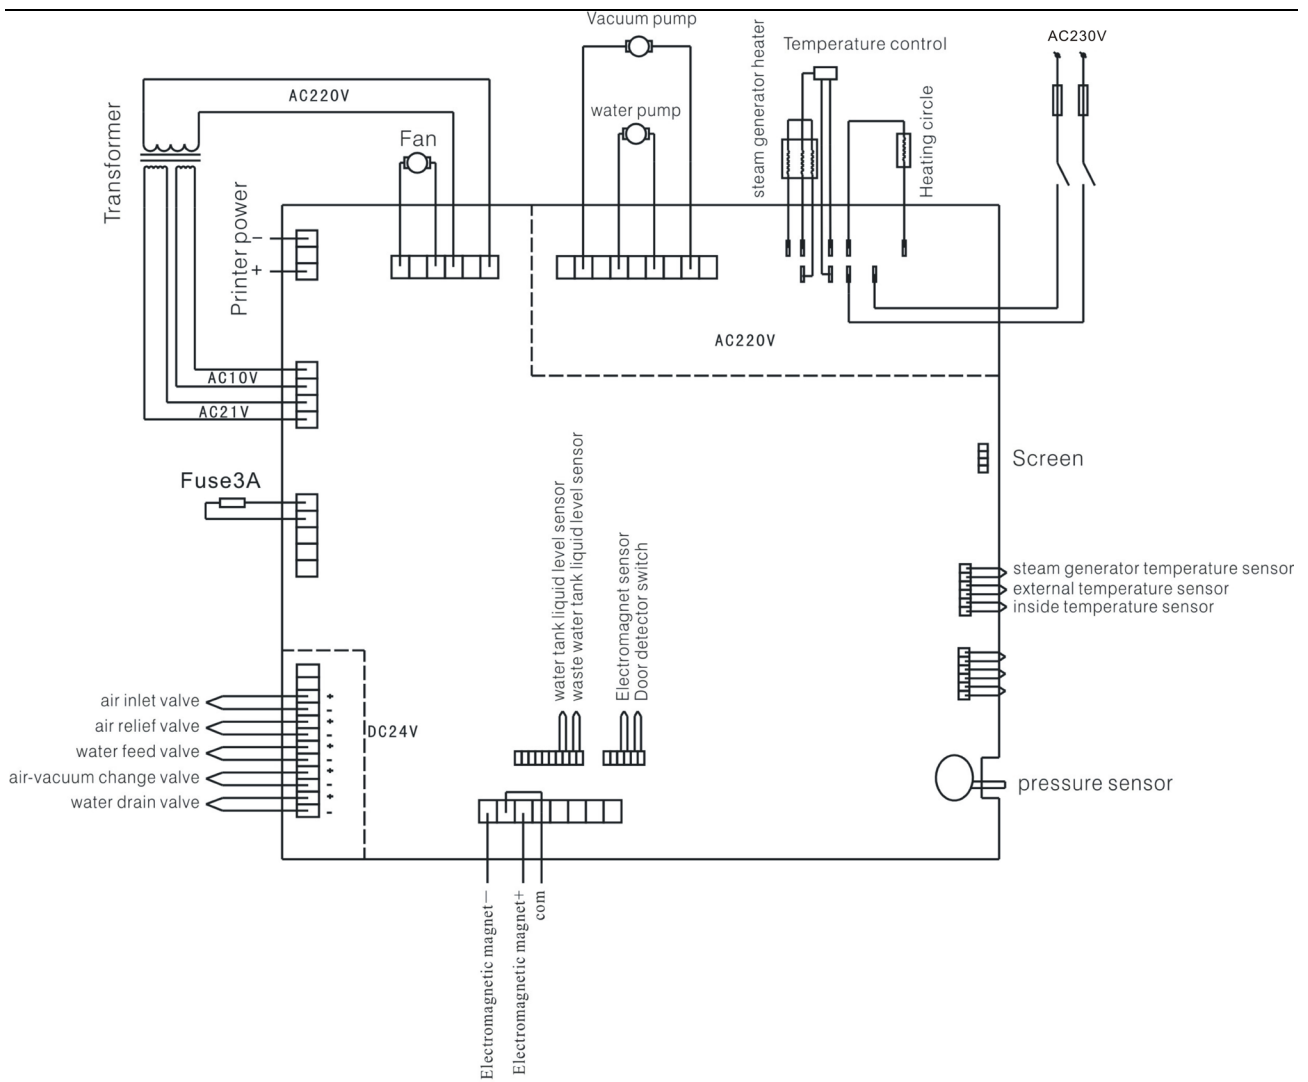 Vacuum pump
AC230V
Temperature control
steam generator heater
Heating circle
water pump
AC220V
Transformer
Fan
Printer power
−
+
AC220V
AC10V
AC21V
Fuse3A
Screen
water tank liquid level sensor
waste water tank liquid level sensor
Electromagnet sensor
Door detector switch
steam generator temperature sensor
external temperature sensor
inside temperature sensor
air inlet valve
+
-
air relief valve
+
-
DC24V
water feed valve
+
-
air-vacuum change valve
+
-
water drain valve
+
-
pressure sensor
Electromagnetic magnet−
Electromagnetic magnet+
com